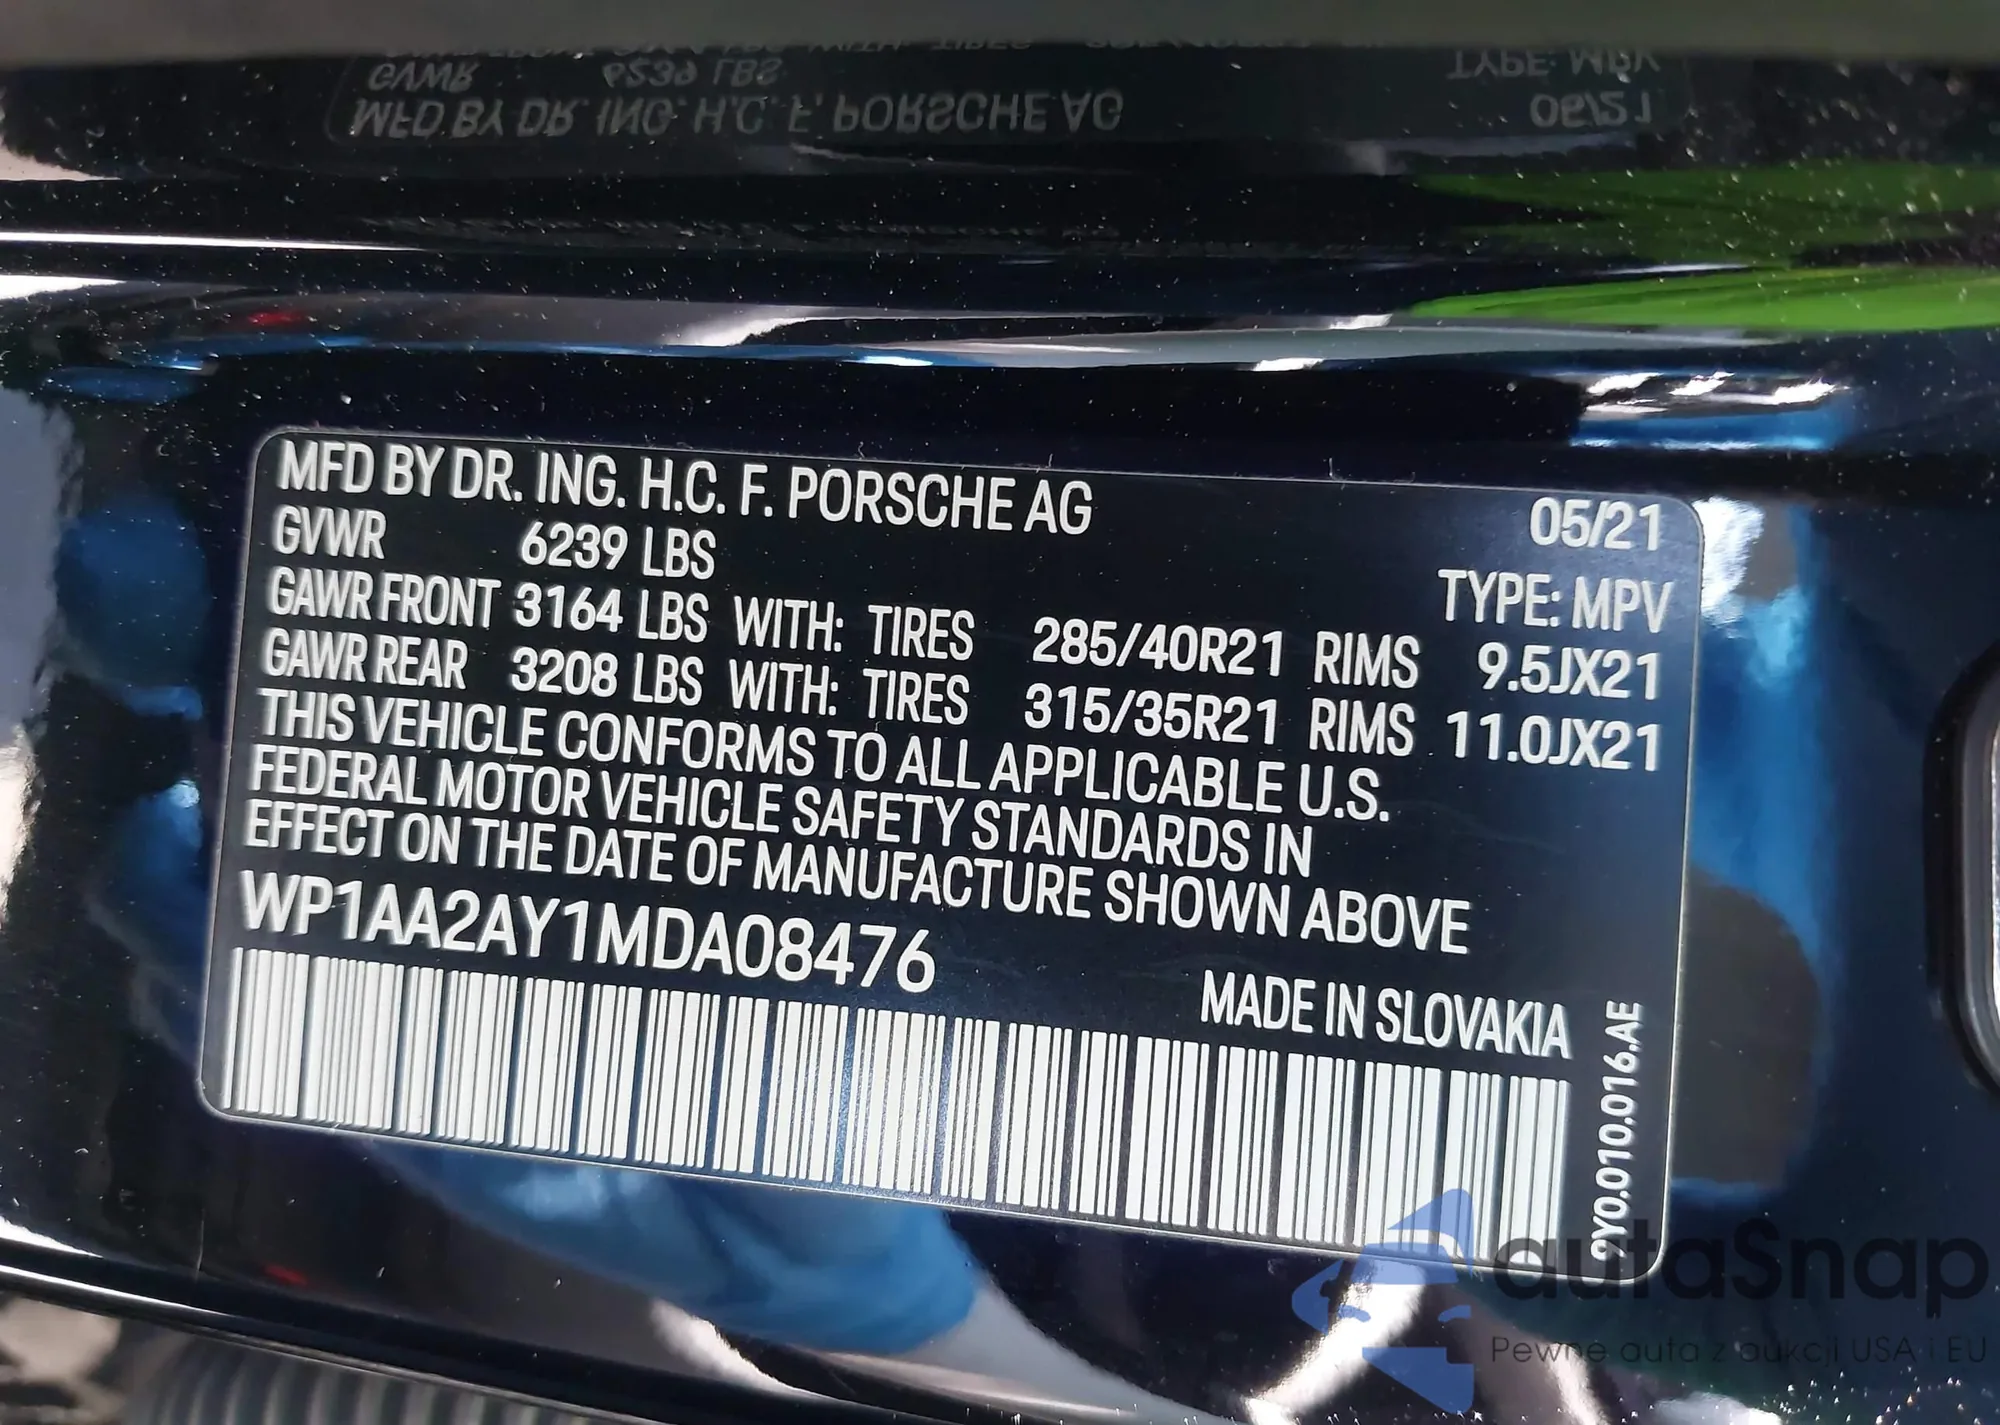 MFD BY DR. ING. H.C. F. PORSCHE AG 05/21
GVWR 6239 LBS TYPE: MPV
GAWR FRONT 3164 LBS WITH: TIRES 285/40R21 RIMS 9.5JX21
GAWR REAR 3208 LBS WITH: TIRES 315/35R21 RIMS 11.0JX21
THIS VEHICLE CONFORMS TO ALL APPLICABLE U.S.
FEDERAL MOTOR VEHICLE SAFETY STANDARDS IN
EFFECT ON THE DATE OF MANUFACTURE SHOWN ABOVE
WP1AA2AY1MDA08476
MADE IN SLOVAKIA
9Y0.010.016.AE
autaSnap
Pewne auta z aukcji USA i EU